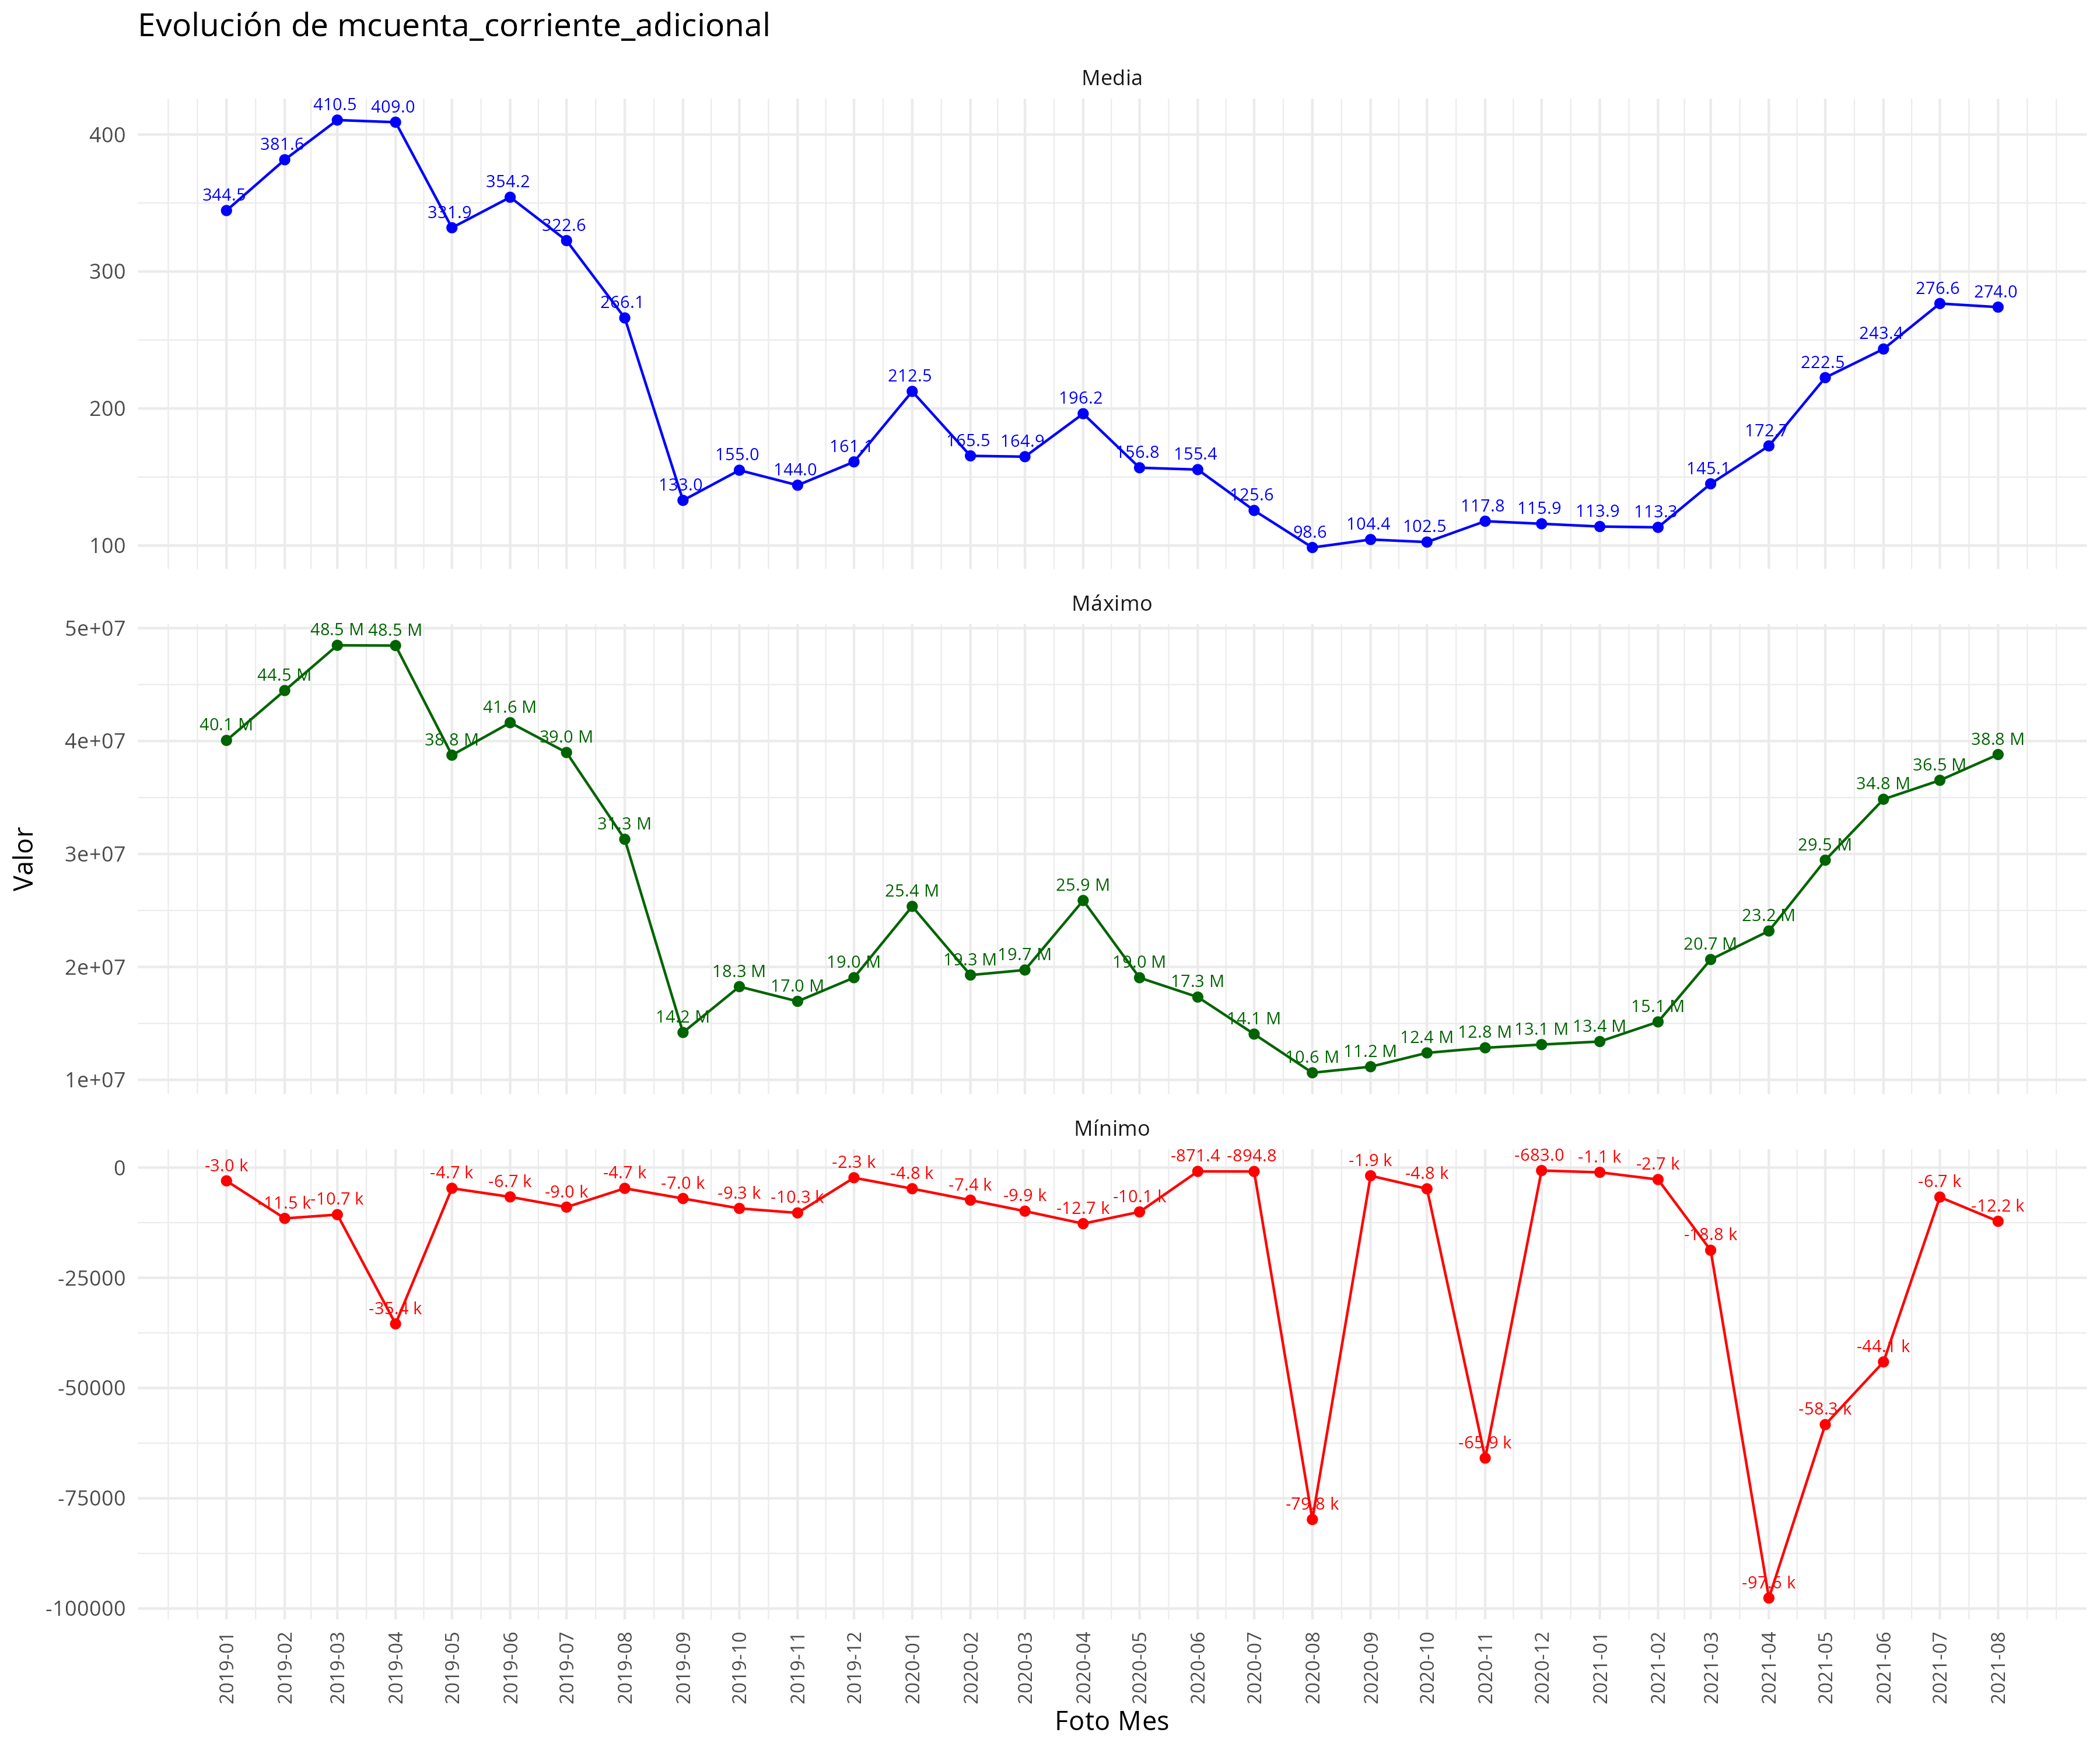 Evolución de mcuenta_corriente_adicional
Media
400
300
200
100
344.5 381.6 410.5 409.0 331.9 354.2 322.6 266.1 133.0 155.0 144.0 161.1 212.5 165.5 164.9 196.2 156.8 155.4 125.6 98.6 104.4 102.5 117.8 115.9 113.9 113.3 145.1 172.7 222.5 243.4 276.6 274.0
Máximo
5e+07
4e+07
3e+07
2e+07
1e+07
40.1 M 44.5 M 48.5 M 48.5 M 38.8 M 41.6 M 39.0 M 31.3 M 14.2 M 18.3 M 17.0 M 19.0 M 25.4 M 19.3 M 19.7 M 25.9 M 19.0 M 17.3 M 14.1 M 10.6 M 11.2 M 12.4 M 12.8 M 13.1 M 13.4 M 15.1 M 20.7 M 23.2 M 29.5 M 34.8 M 36.5 M 38.8 M
Valor
Mínimo
0
-25000
-50000
-75000
-100000
-3.0 k -11.5 k -10.7 k -35.4 k -4.7 k -6.7 k -9.0 k -4.7 k -7.0 k -9.3 k -10.3 k -2.3 k -4.8 k -7.4 k -9.9 k -12.7 k -10.1 k -871.4 -894.8 -79.8 k -1.9 k -4.8 k -65.9 k -683.0 -1.1 k -2.7 k -18.8 k -97.6 k -58.3 k -44.1 k -6.7 k -12.2 k
2019-01 2019-02 2019-03 2019-04 2019-05 2019-06 2019-07 2019-08 2019-09 2019-10 2019-11 2019-12 2020-01 2020-02 2020-03 2020-04 2020-05 2020-06 2020-07 2020-08 2020-09 2020-10 2020-11 2020-12 2021-01 2021-02 2021-03 2021-04 2021-05 2021-06 2021-07 2021-08
Foto Mes